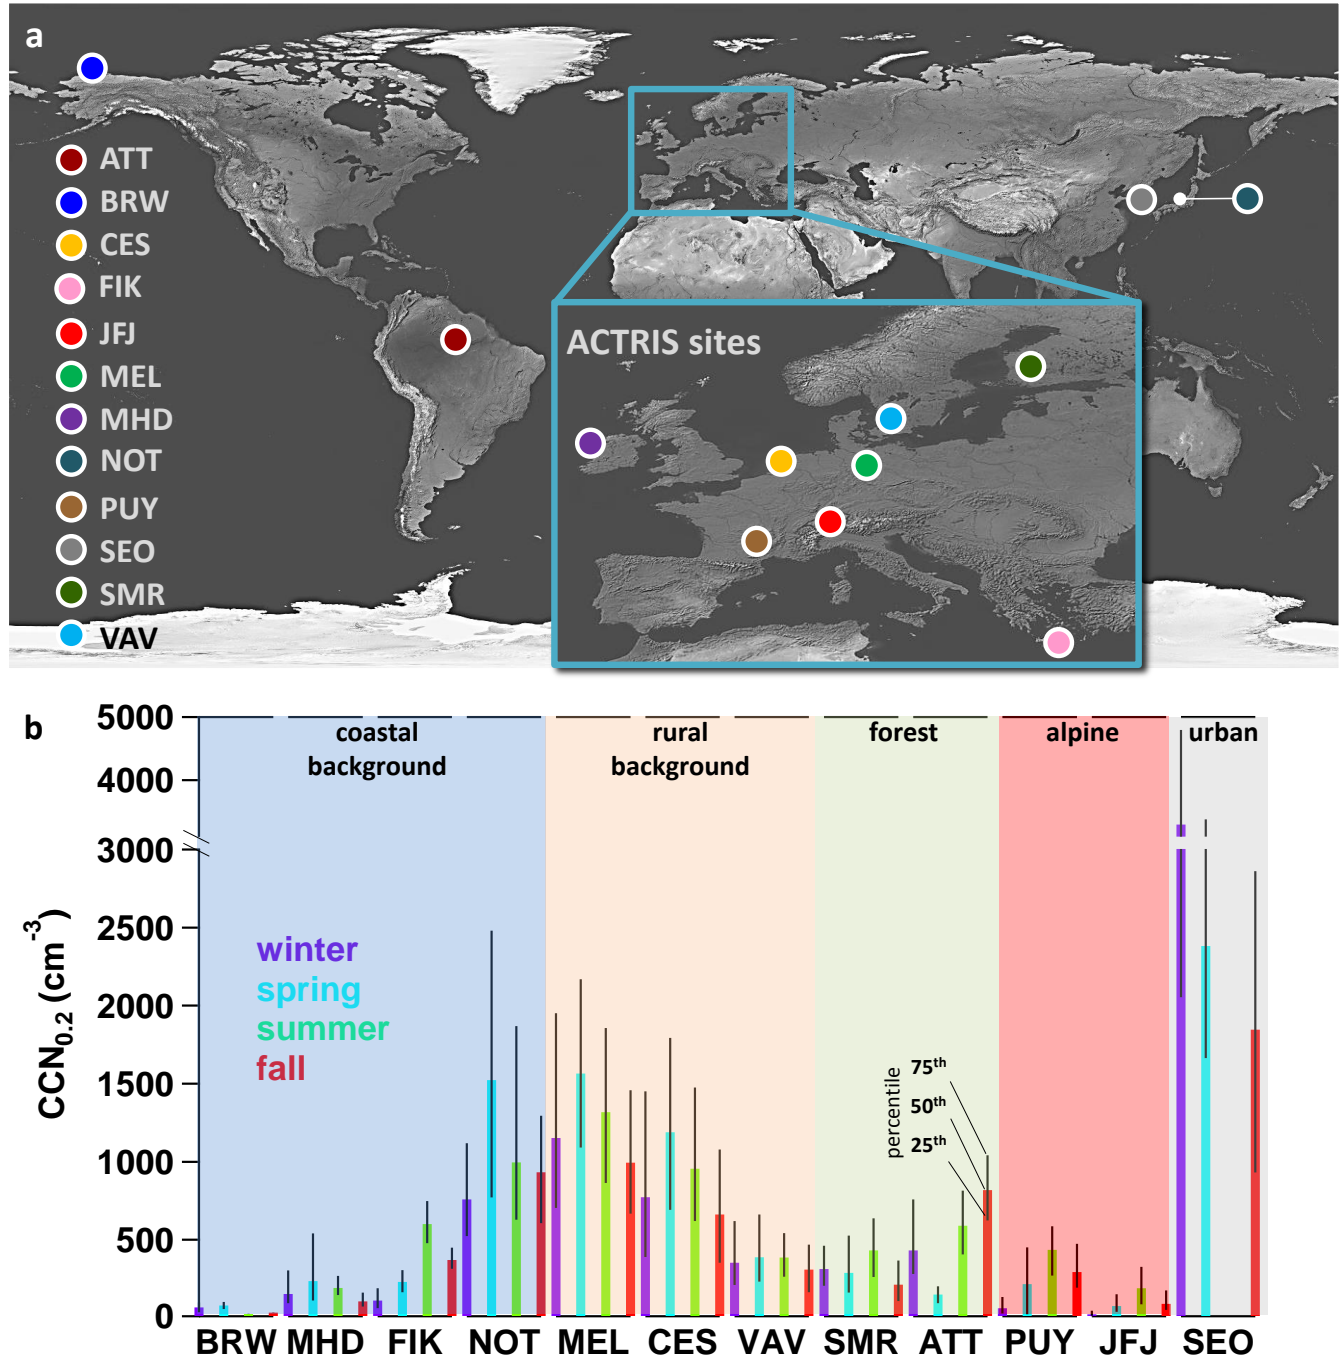 a
ATT
BRW
CES
FIK
JFJ
MEL
MHD
NOT
PUY
SEO
SMR
VAV
ACTRIS sites
b
coastal
background
rural
background
forest
alpine
urban
5000
4000
3000
2500
2000
1500
1000
500
0
CCN0.2 (cm-3)
winter
spring
summer
fall
percentile
75th
50th
25th
BRW MHD FIK NOT MEL CES VAV SMR ATT PUY JFJ SEO